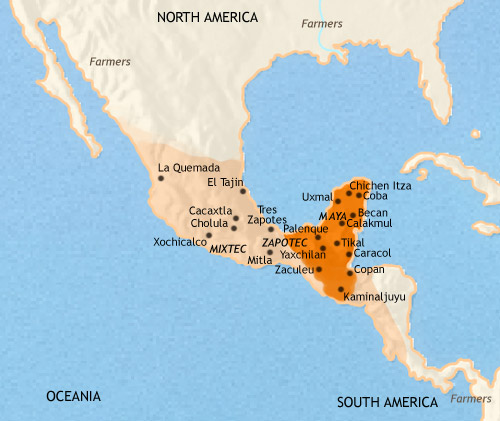 NORTH AMERICA
Farmers
Farmers
La Quemada
El Tajin
Chichen Itza
Uxmal
Coba
Cacaxtla
Tres
Zapotes
MAYA
Becan
Cholula
Calakmul
Palenque
Xochicalco
MIXTEC
ZAPOTEC
Tikal
Mitla
Yaxchilan
Caracol
Zaculeu
Copan
Kaminaljuyu
OCEANIA
SOUTH AMERICA
Farmers